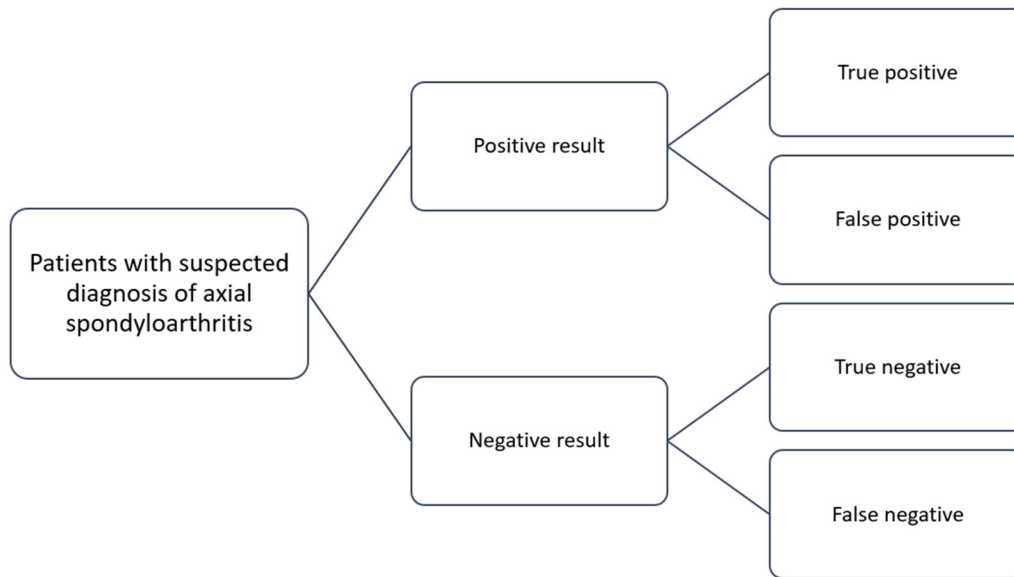 Patients with suspected
diagnosis of axial
spondyloarthritis
Positive result
Negative result
True positive
False positive
True negative
False negative